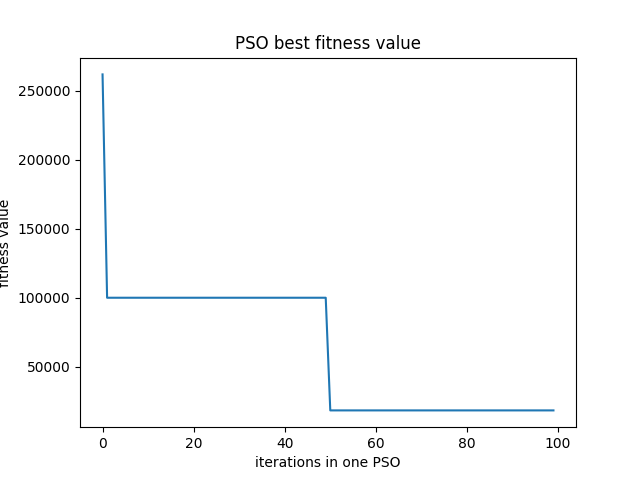 PSO best fitness value
250000
200000
150000
100000
50000
fitness value
0 20 40 60 80 100
iterations in one PSO